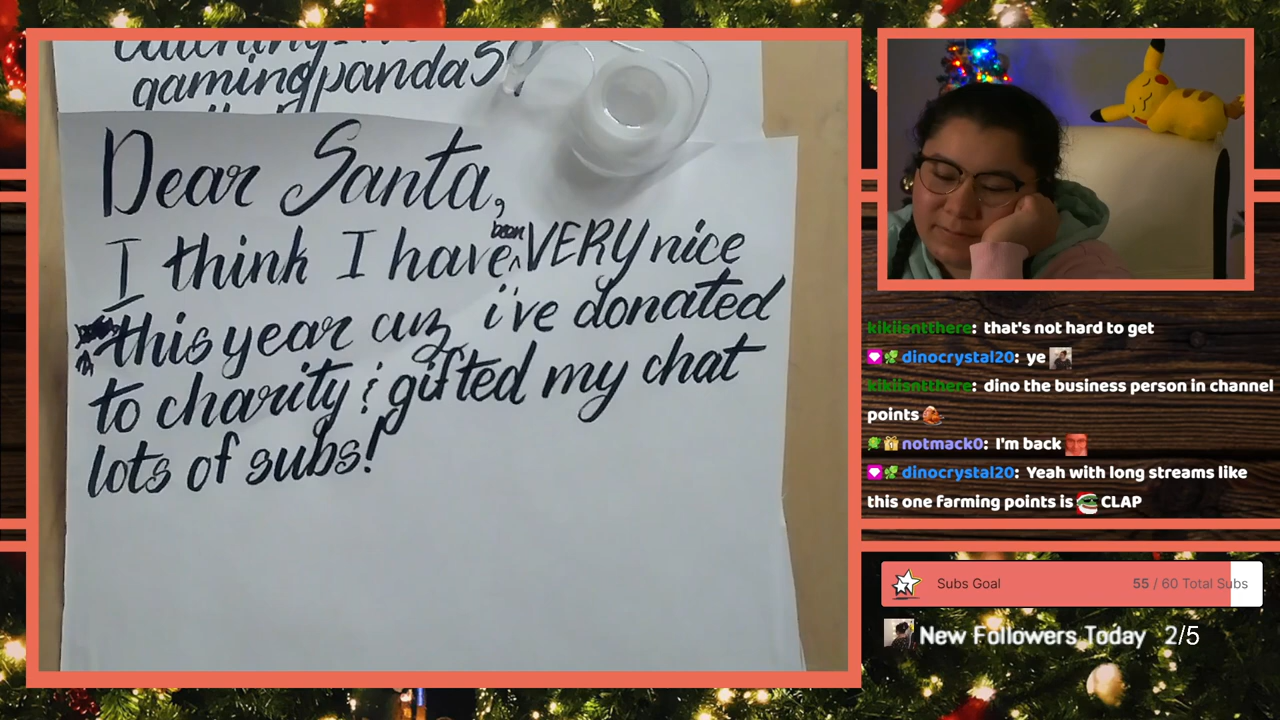 gamingpandaS
Dear Santa,
been
I think I have ^ VERY nice
this year cuz i've donated
to charity & gifted my chat
lots of subs!
kikiisntthere: that's not hard to get
dinocrystal20: ye
kikiisntthere: dino the business person in channel
points
notmack0: I'm back
dinocrystal20: Yeah with long streams like
this one farming points is CLAP
Subs Goal 55 / 60 Total Subs
New Followers Today 2/5